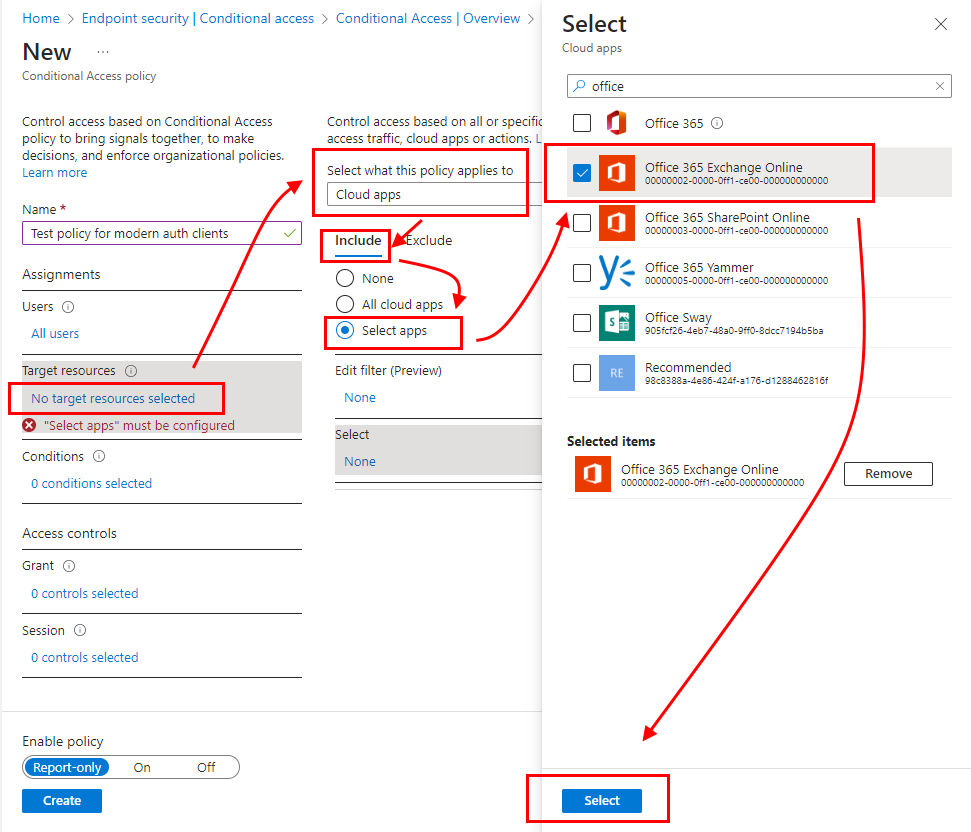 Home > Endpoint security | Conditional access > Conditional Access | Overview >
New ...
Conditional Access policy
Control access based on Conditional Access
policy to bring signals together, to make
decisions, and enforce organizational policies.
Learn more
Name *
Test policy for modern auth clients
Assignments
Users
All users
Target resources
No target resources selected
"Select apps" must be configured
Conditions
0 conditions selected
Access controls
Grant
0 controls selected
Session
0 controls selected
Enable policy
Report-only On Off
Create
Control access based on all or specific
access traffic, cloud apps or actions. L
Select what this policy applies to
Cloud apps
Include Exclude
None
All cloud apps
Select apps
Edit filter (Preview)
None
Select
None
Select
Cloud apps
office
Office 365
Office 365 Exchange Online
00000002-0000-0ff1-ce00-000000000000
Office 365 SharePoint Online
00000003-0000-0ff1-ce00-000000000000
Office 365 Yammer
00000005-0000-0ff1-ce00-000000000000
Office Sway
905fcf26-4eb7-48a0-9ff0-8dcc7194b5ba
RE
Recommended
98c8388a-4e86-424f-a176-d1288462816f
Selected items
Office 365 Exchange Online
00000002-0000-0ff1-ce00-000000000000
Remove
Select